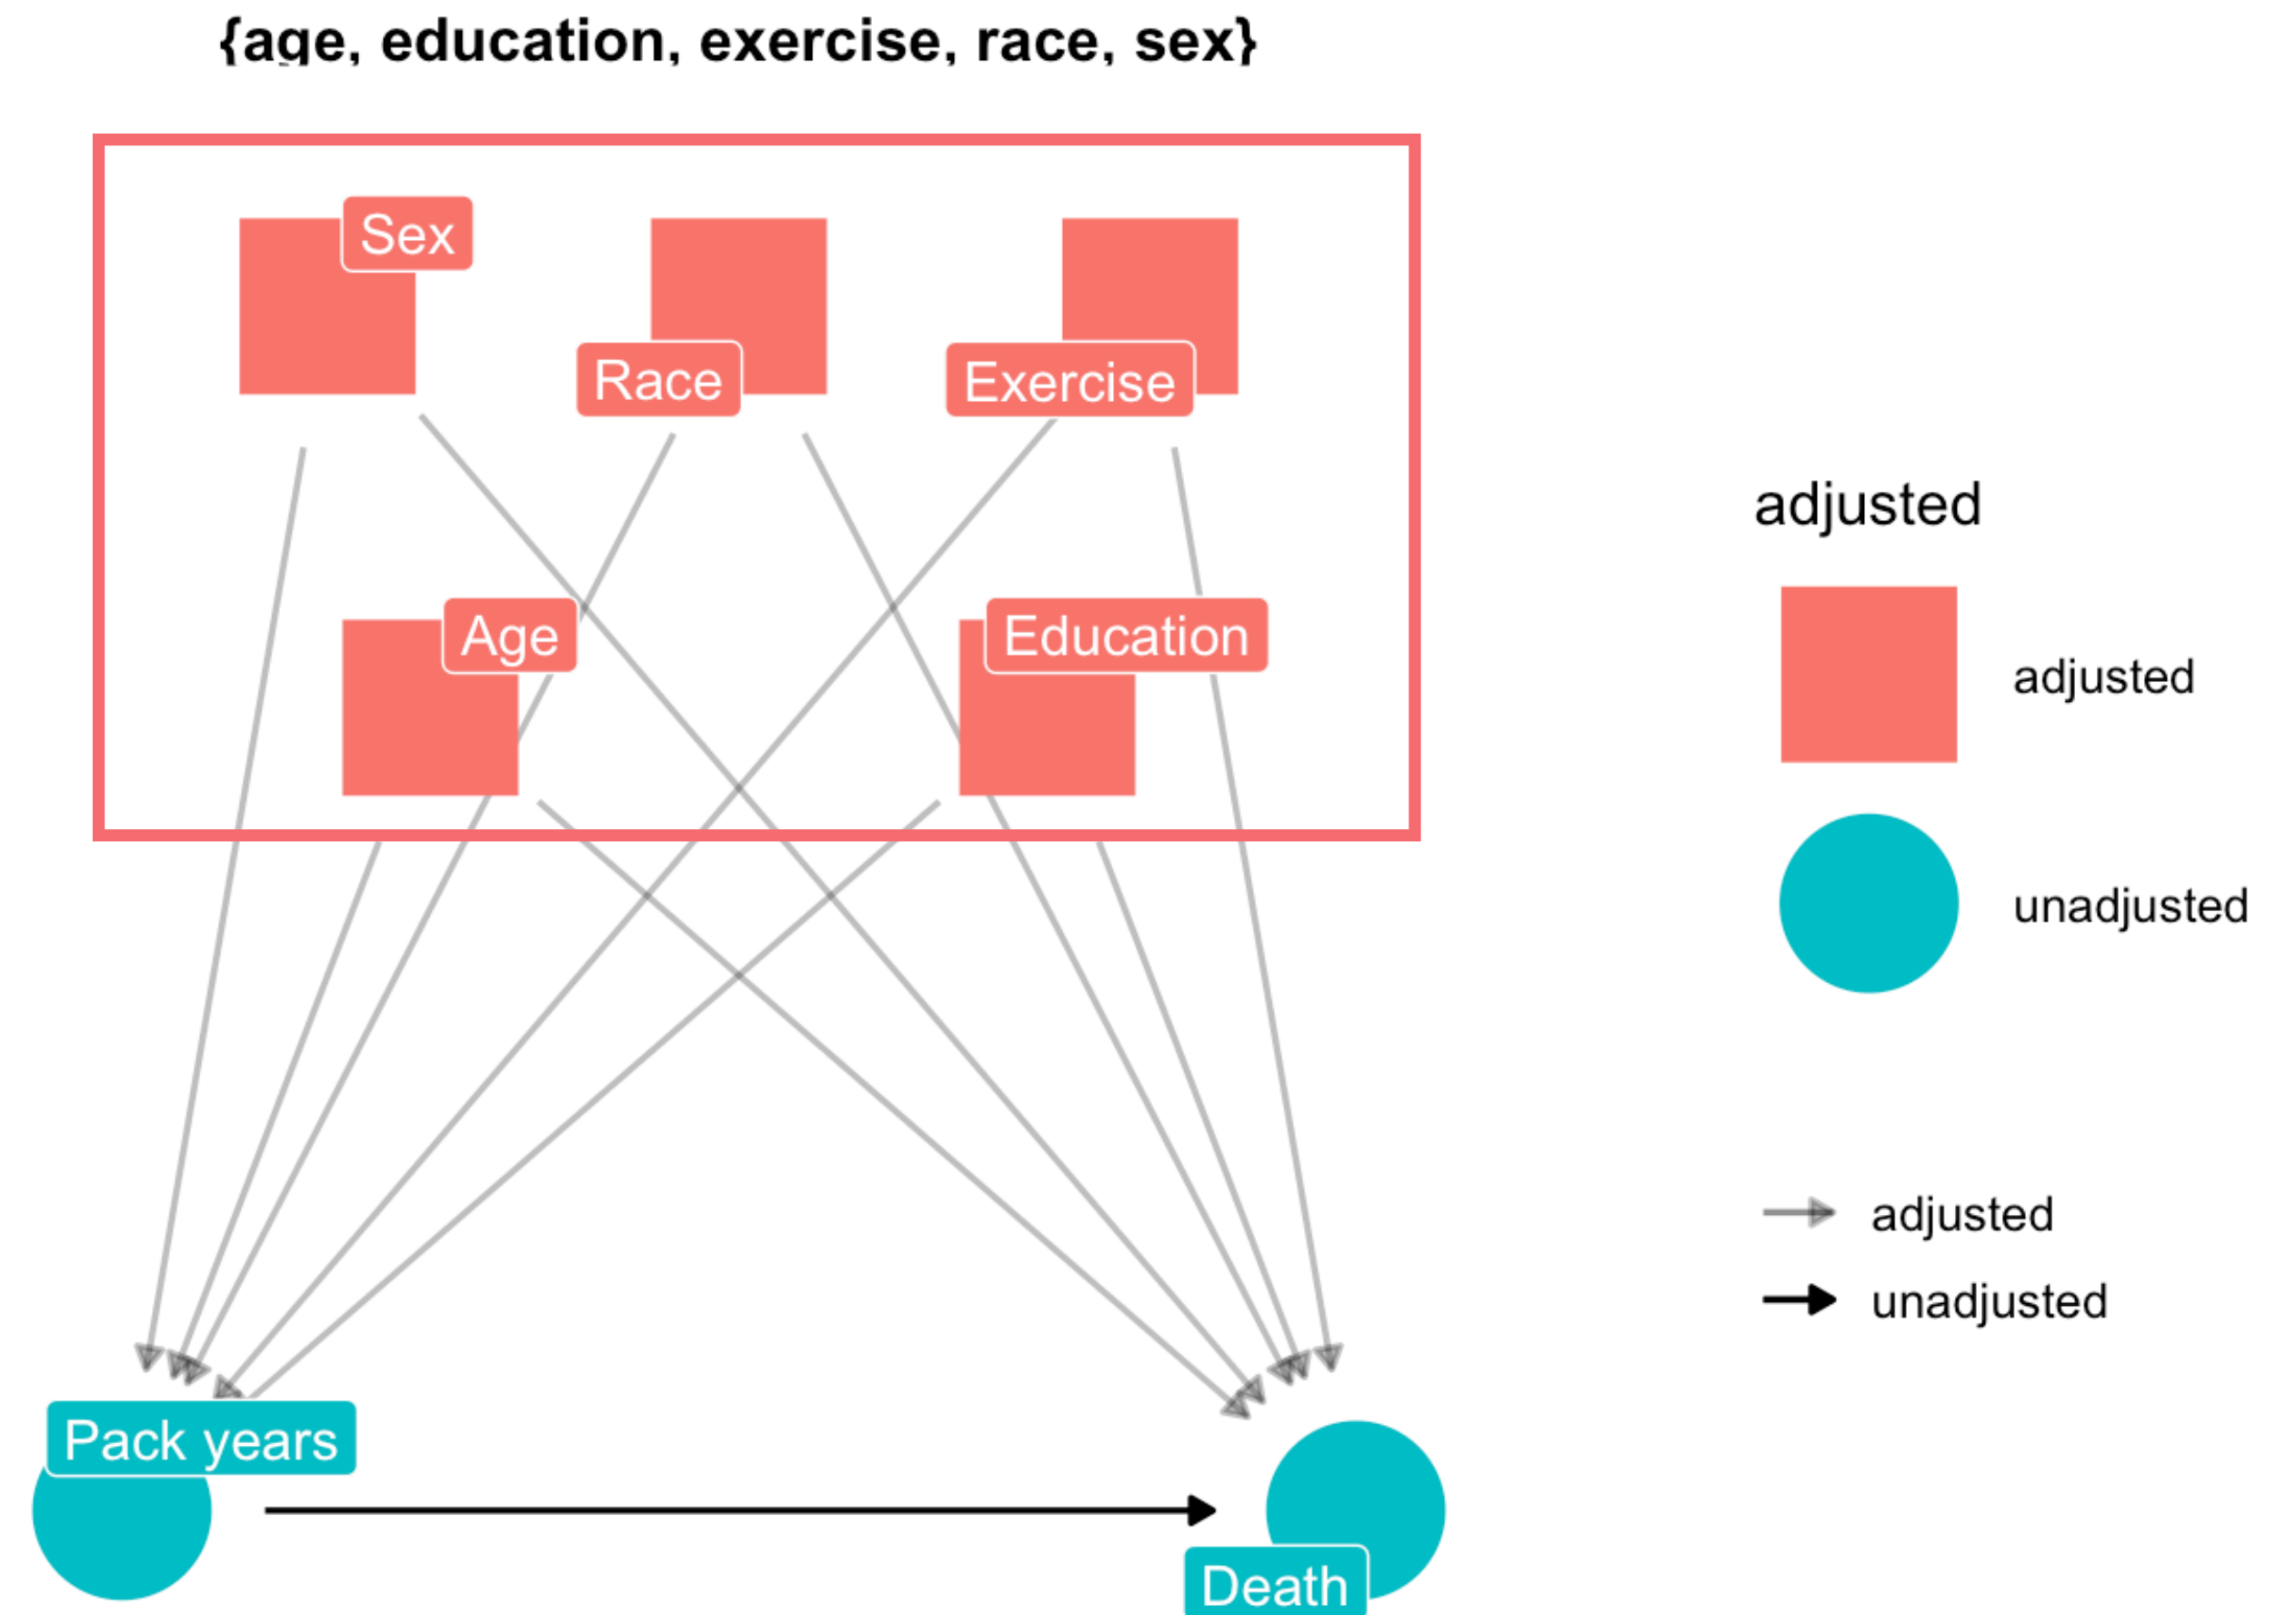 {age, education, exercise, race, sex}
Sex
Race
Exercise
Age
Education
adjusted
adjusted
unadjusted
adjusted
unadjusted
Pack years
Death